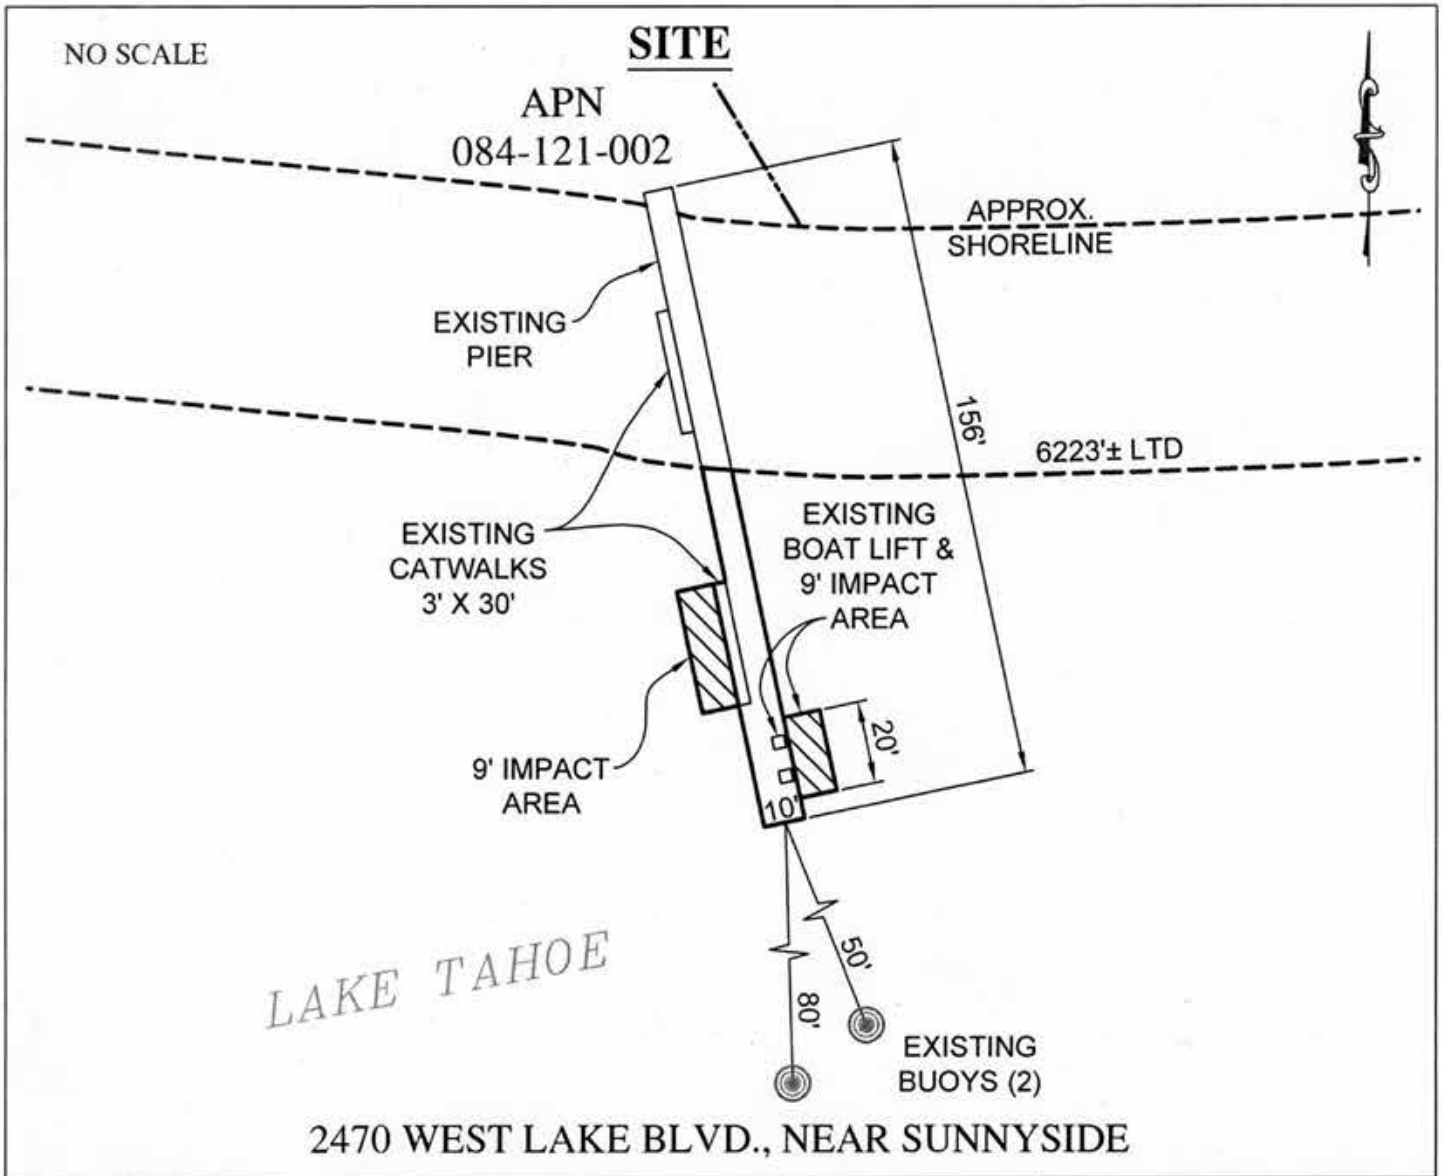 NO SCALE
SITE
APN
084-121-002
APPROX.
SHORELINE
EXISTING
PIER
156'
6223'± LTD
EXISTING
CATWALKS
3' X 30'
EXISTING
BOAT LIFT &
9' IMPACT
AREA
20'
9' IMPACT
AREA
10'
LAKE TAHOE
50'
80'
EXISTING
BUOYS (2)
2470 WEST LAKE BLVD., NEAR SUNNYSIDE